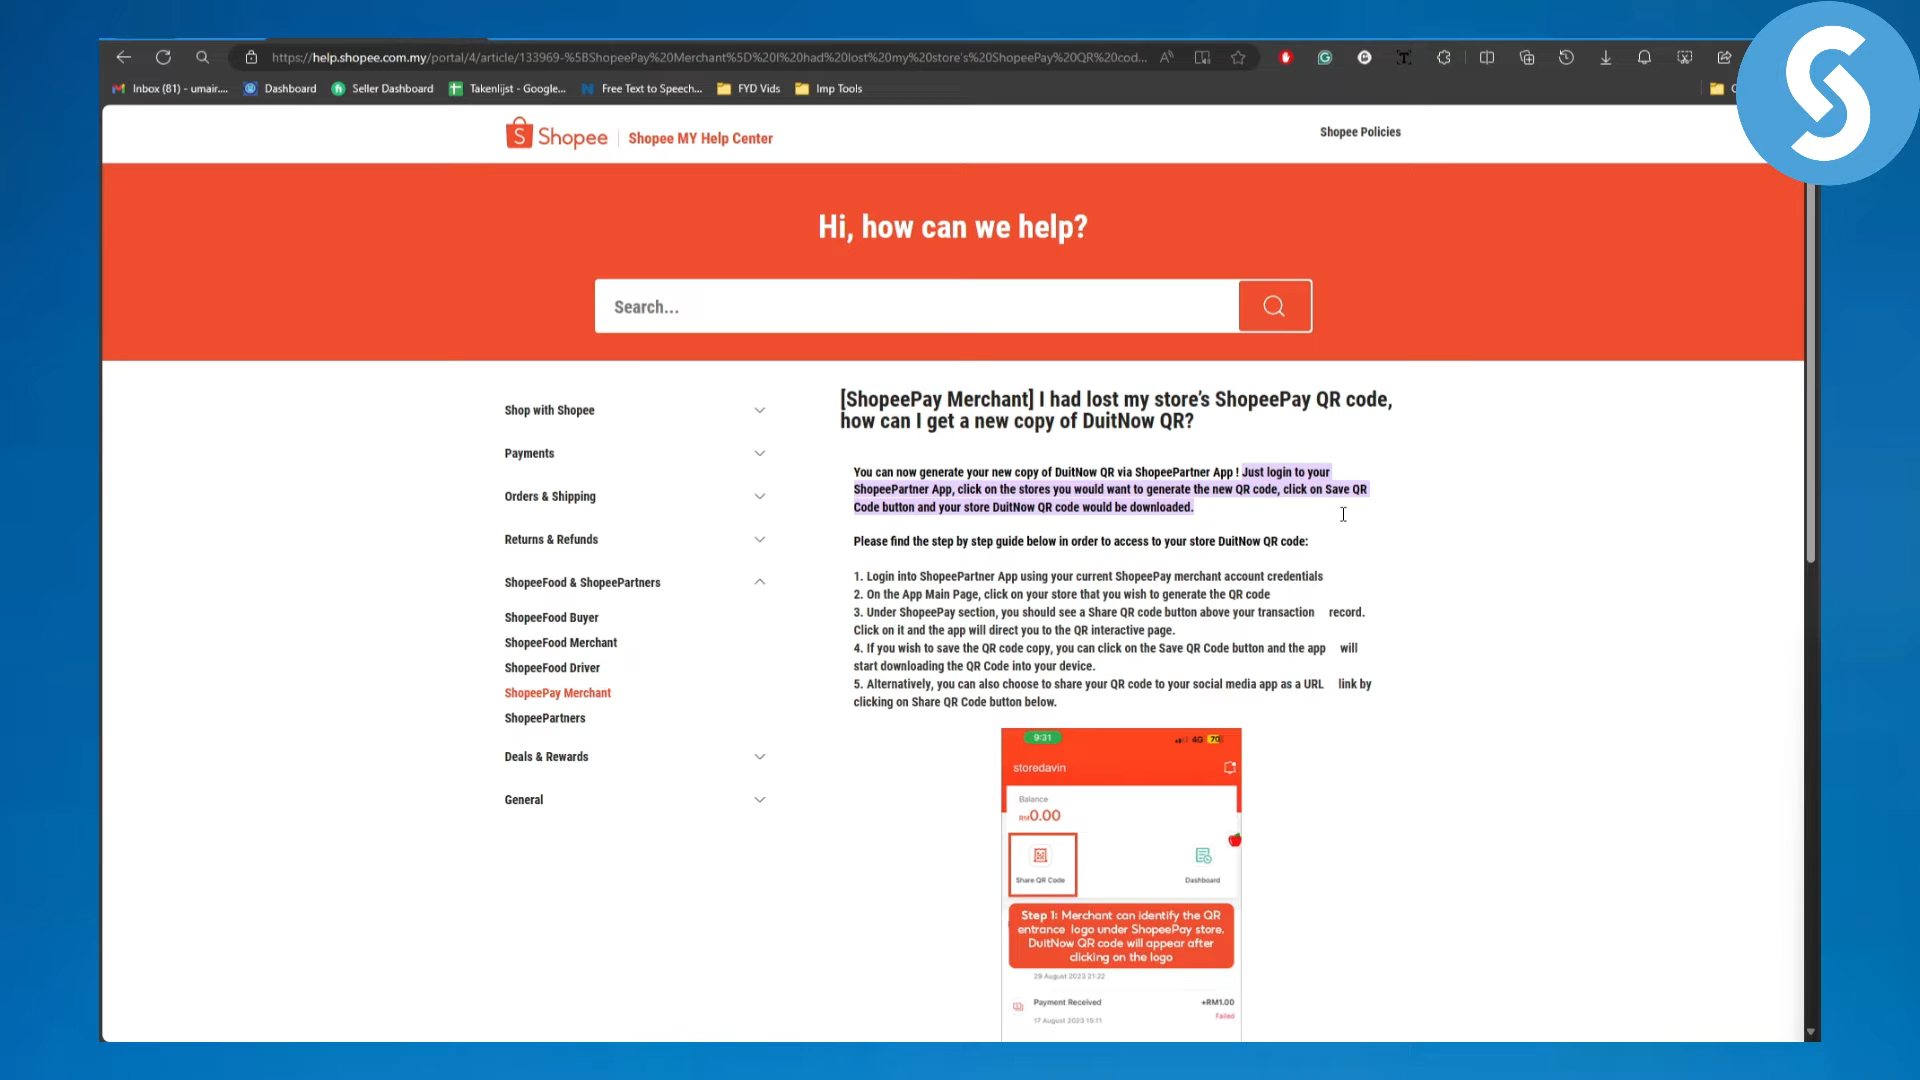 https://help.shopee.com.my/portal/4/article/133969-%5BShopeePay%20Merchant%5D%20I%20had%20lost%20my%20store's%20ShopeePay%20QR%20cod...
Inbox (81) - umair.... Dashboard Seller Dashboard Takenlijst - Google... Free Text to Speech... FYD Vids Imp Tools
Shopee Shopee MY Help Center Shopee Policies
Hi, how can we help?
Search...
Shop with Shopee
Payments
Orders & Shipping
Returns & Refunds
ShopeeFood & ShopeePartners
ShopeeFood Buyer
ShopeeFood Merchant
ShopeeFood Driver
ShopeePay Merchant
ShopeePartners
Deals & Rewards
General
[ShopeePay Merchant] I had lost my store’s ShopeePay QR code,
how can I get a new copy of DuitNow QR?
You can now generate your new copy of DuitNow QR via ShopeePartner App ! Just login to your
ShopeePartner App, click on the stores you would want to generate the new QR code, click on Save QR
Code button and your store DuitNow QR code would be downloaded.
Please find the step by step guide below in order to access to your store DuitNow QR code:
1. Login into ShopeePartner App using your current ShopeePay merchant account credentials
2. On the App Main Page, click on your store that you wish to generate the QR code
3. Under ShopeePay section, you should see a Share QR code button above your transaction record.
Click on it and the app will direct you to the QR interactive page.
4. If you wish to save the QR code copy, you can click on the Save QR Code button and the app will
start downloading the QR Code into your device.
5. Alternatively, you can also choose to share your QR code to your social media app as a URL link by
clicking on Share QR Code button below.
9:31 4G 70
storedavin
Balance
RM0.00
Share QR Code Dashboard
Step 1: Merchant can identify the QR
entrance logo under ShopeePay store.
DuitNow QR code will appear after
clicking on the logo
29 August 2023 21:22
Payment Received +RM1.00
17 August 2023 15:11 Failed